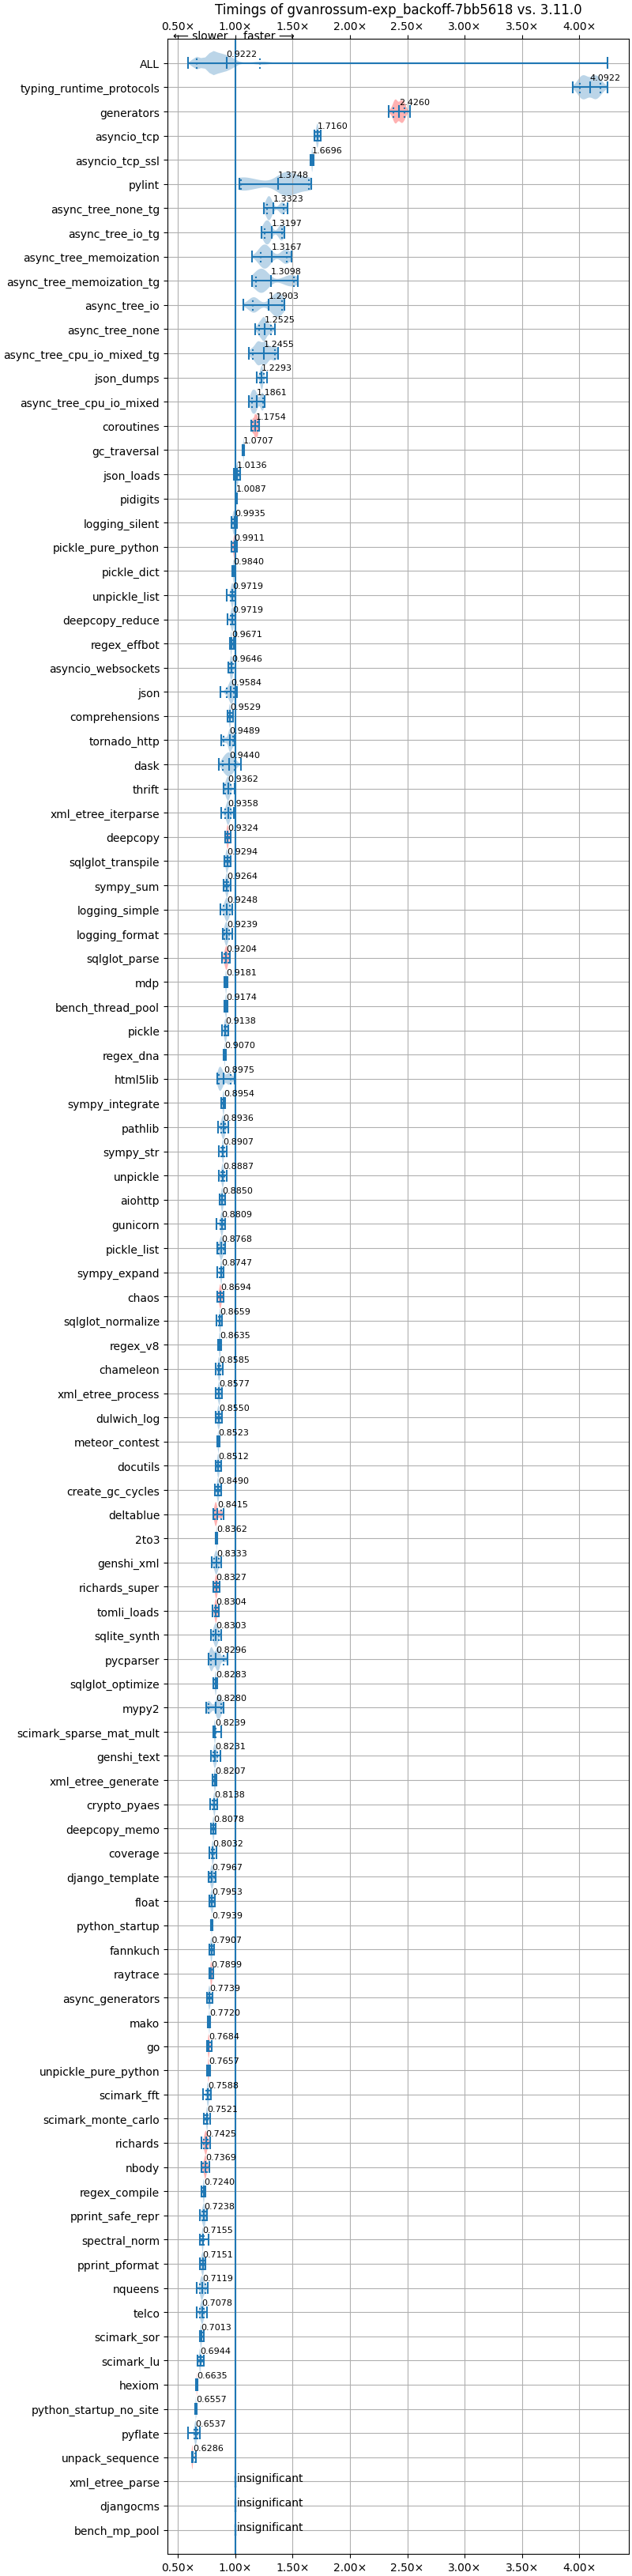 Timings of gvanrossum-exp_backoff-7bb5618 vs. 3.11.0
0.50× 1.00× 1.50× 2.00× 2.50× 3.00× 3.50× 4.00×
⟵ slower faster ⟶
ALL 0.9222
typing_runtime_protocols 4.0922
generators 2.4260
asyncio_tcp 1.7160
asyncio_tcp_ssl 1.6696
pylint 1.3748
async_tree_none_tg 1.3323
async_tree_io_tg 1.3197
async_tree_memoization 1.3167
async_tree_memoization_tg 1.3098
async_tree_io 1.2903
async_tree_none 1.2525
async_tree_cpu_io_mixed_tg 1.2455
json_dumps 1.2293
async_tree_cpu_io_mixed 1.1861
coroutines 1.1754
gc_traversal 1.0707
json_loads 1.0136
pidigits 1.0087
logging_silent 0.9935
pickle_pure_python 0.9911
pickle_dict 0.9840
unpickle_list 0.9719
deepcopy_reduce 0.9719
regex_effbot 0.9671
asyncio_websockets 0.9646
json 0.9584
comprehensions 0.9529
tornado_http 0.9489
dask 0.9440
thrift 0.9362
xml_etree_iterparse 0.9358
deepcopy 0.9324
sqlglot_transpile 0.9294
sympy_sum 0.9264
logging_simple 0.9248
logging_format 0.9239
sqlglot_parse 0.9204
mdp 0.9181
bench_thread_pool 0.9174
pickle 0.9138
regex_dna 0.9070
html5lib 0.8975
sympy_integrate 0.8954
pathlib 0.8936
sympy_str 0.8907
unpickle 0.8887
aiohttp 0.8850
gunicorn 0.8809
pickle_list 0.8768
sympy_expand 0.8747
chaos 0.8694
sqlglot_normalize 0.8659
regex_v8 0.8635
chameleon 0.8585
xml_etree_process 0.8577
dulwich_log 0.8550
meteor_contest 0.8523
docutils 0.8512
create_gc_cycles 0.8490
deltablue 0.8415
2to3 0.8362
genshi_xml 0.8333
richards_super 0.8327
tomli_loads 0.8304
sqlite_synth 0.8303
pycparser 0.8296
sqlglot_optimize 0.8283
mypy2 0.8280
scimark_sparse_mat_mult 0.8239
genshi_text 0.8231
xml_etree_generate 0.8207
crypto_pyaes 0.8138
deepcopy_memo 0.8078
coverage 0.8032
django_template 0.7967
float 0.7953
python_startup 0.7939
fannkuch 0.7907
raytrace 0.7899
async_generators 0.7739
mako 0.7720
go 0.7684
unpickle_pure_python 0.7657
scimark_fft 0.7588
scimark_monte_carlo 0.7521
richards 0.7425
nbody 0.7369
regex_compile 0.7240
pprint_safe_repr 0.7238
spectral_norm 0.7155
pprint_pformat 0.7151
nqueens 0.7119
telco 0.7078
scimark_sor 0.7013
scimark_lu 0.6944
hexiom 0.6635
python_startup_no_site 0.6557
pyflate 0.6537
unpack_sequence 0.6286
xml_etree_parse insignificant
djangocms insignificant
bench_mp_pool insignificant
0.50× 1.00× 1.50× 2.00× 2.50× 3.00× 3.50× 4.00×